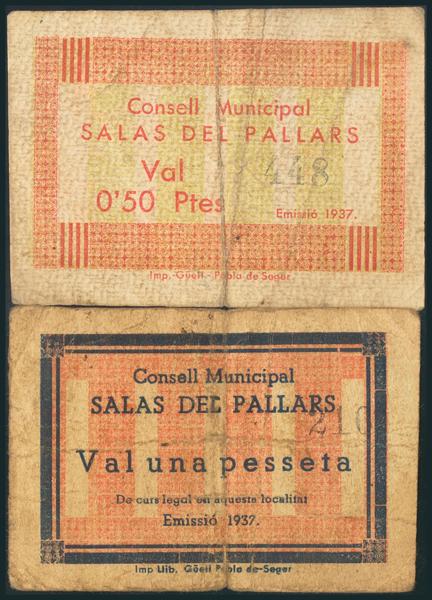 Consell Municipal
SALAS DEL PALLARS
Val 448
0'50 Ptes Emissió 1937.
Imp.-Güell.-Pobla de Segur
Consell Municipal
SALAS DEL PALLARS
210
Val una pesseta
De curs legal en aquesta localitat
Emissió 1937.
Imp Llib, Güell Pobla de-Segur